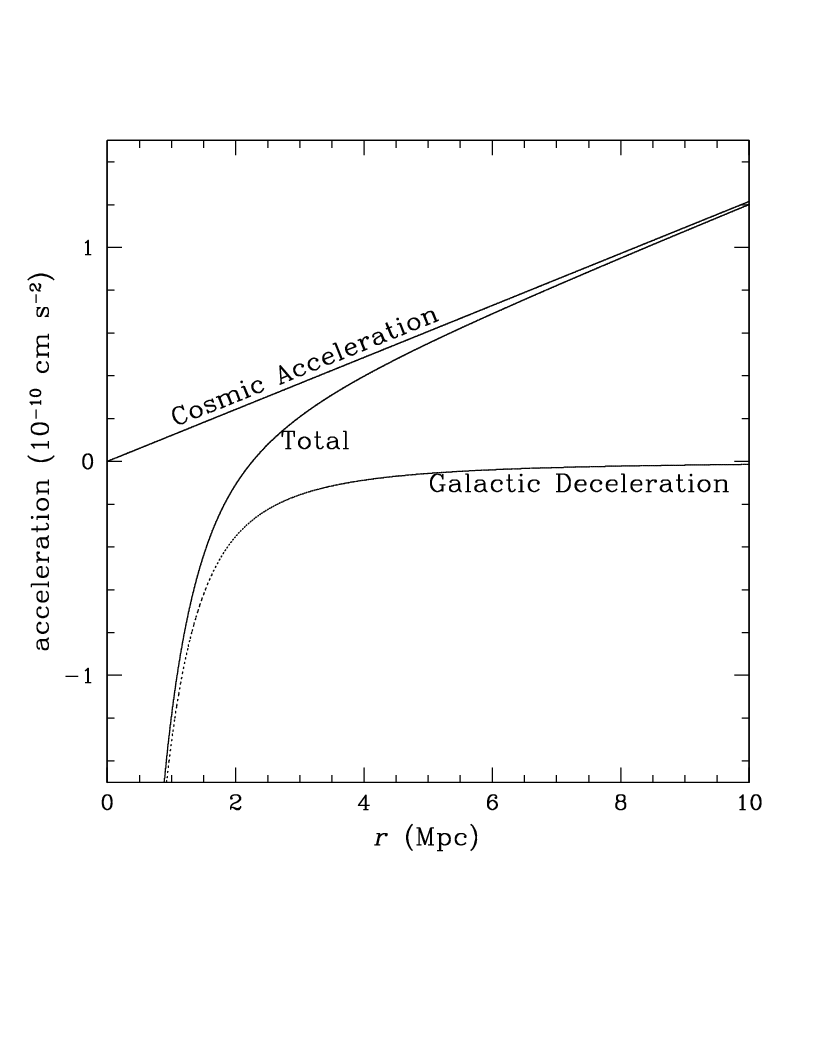 1
0
−1
acceleration (10⁻¹⁰ cm s⁻²)
Cosmic Acceleration
Total
Galactic Deceleration
0 2 4 6 8 10
r (Mpc)